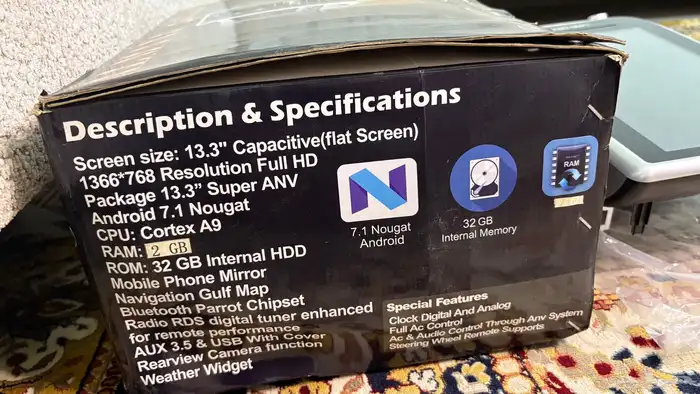 Description & Specifications
Screen size: 13.3" Capacitive(flat Screen)
1366*768 Resolution Full HD
Package 13.3” Super ANV
Android 7.1 Nougat
CPU: Cortex A9
RAM: 2 GB
ROM: 32 GB Internal HDD
Mobile Phone Mirror
Navigation Gulf Map
Bluetooth Parrot Chipset
Radio RDS digital tuner enhanced
for remote performance
AUX 3.5 & USB With Cover
Rearview Camera function
Weather Widget
7.1 Nougat
Android
32 GB
Internal Memory
RAM
Special Features
Clock Digital And Analog
Full Ac Control
Ac & Audio Control Through Anv System
Steering Wheel Remote Supports